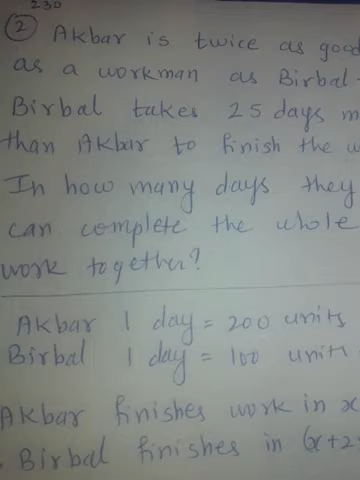 230
2 Akbar is twice as good
as a workman as Birbal.
Birbal takes 25 days m
than Akbar to finish the w
In how many days they
can complete the whole
work together?
Akbar 1 day = 200 units
Birbal 1 day = 100 unit
Akbar finishes work in x
Birbal finishes in (x+2